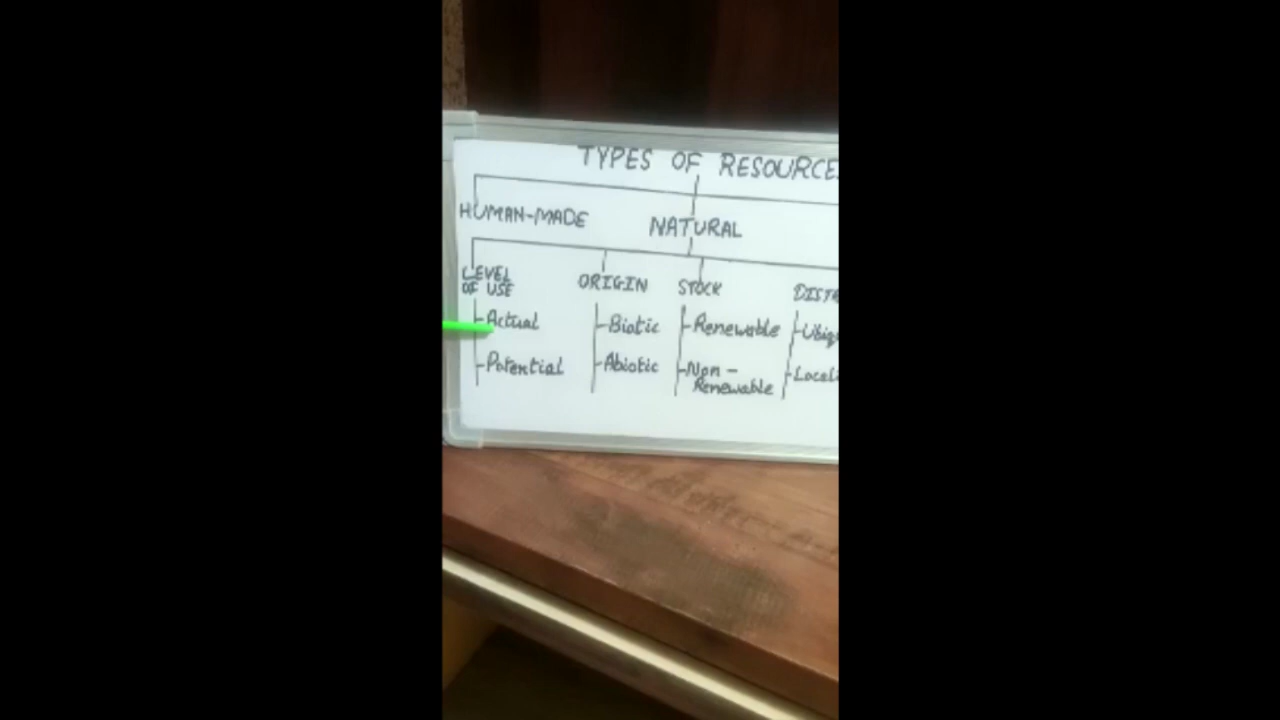 TYPES OF RESOURCE
HUMAN-MADE
NATURAL
LEVEL
OF USE
ORIGIN
STOCK
Actual
Biotic
Renewable
Potential
Abiotic
Non-
Renewable